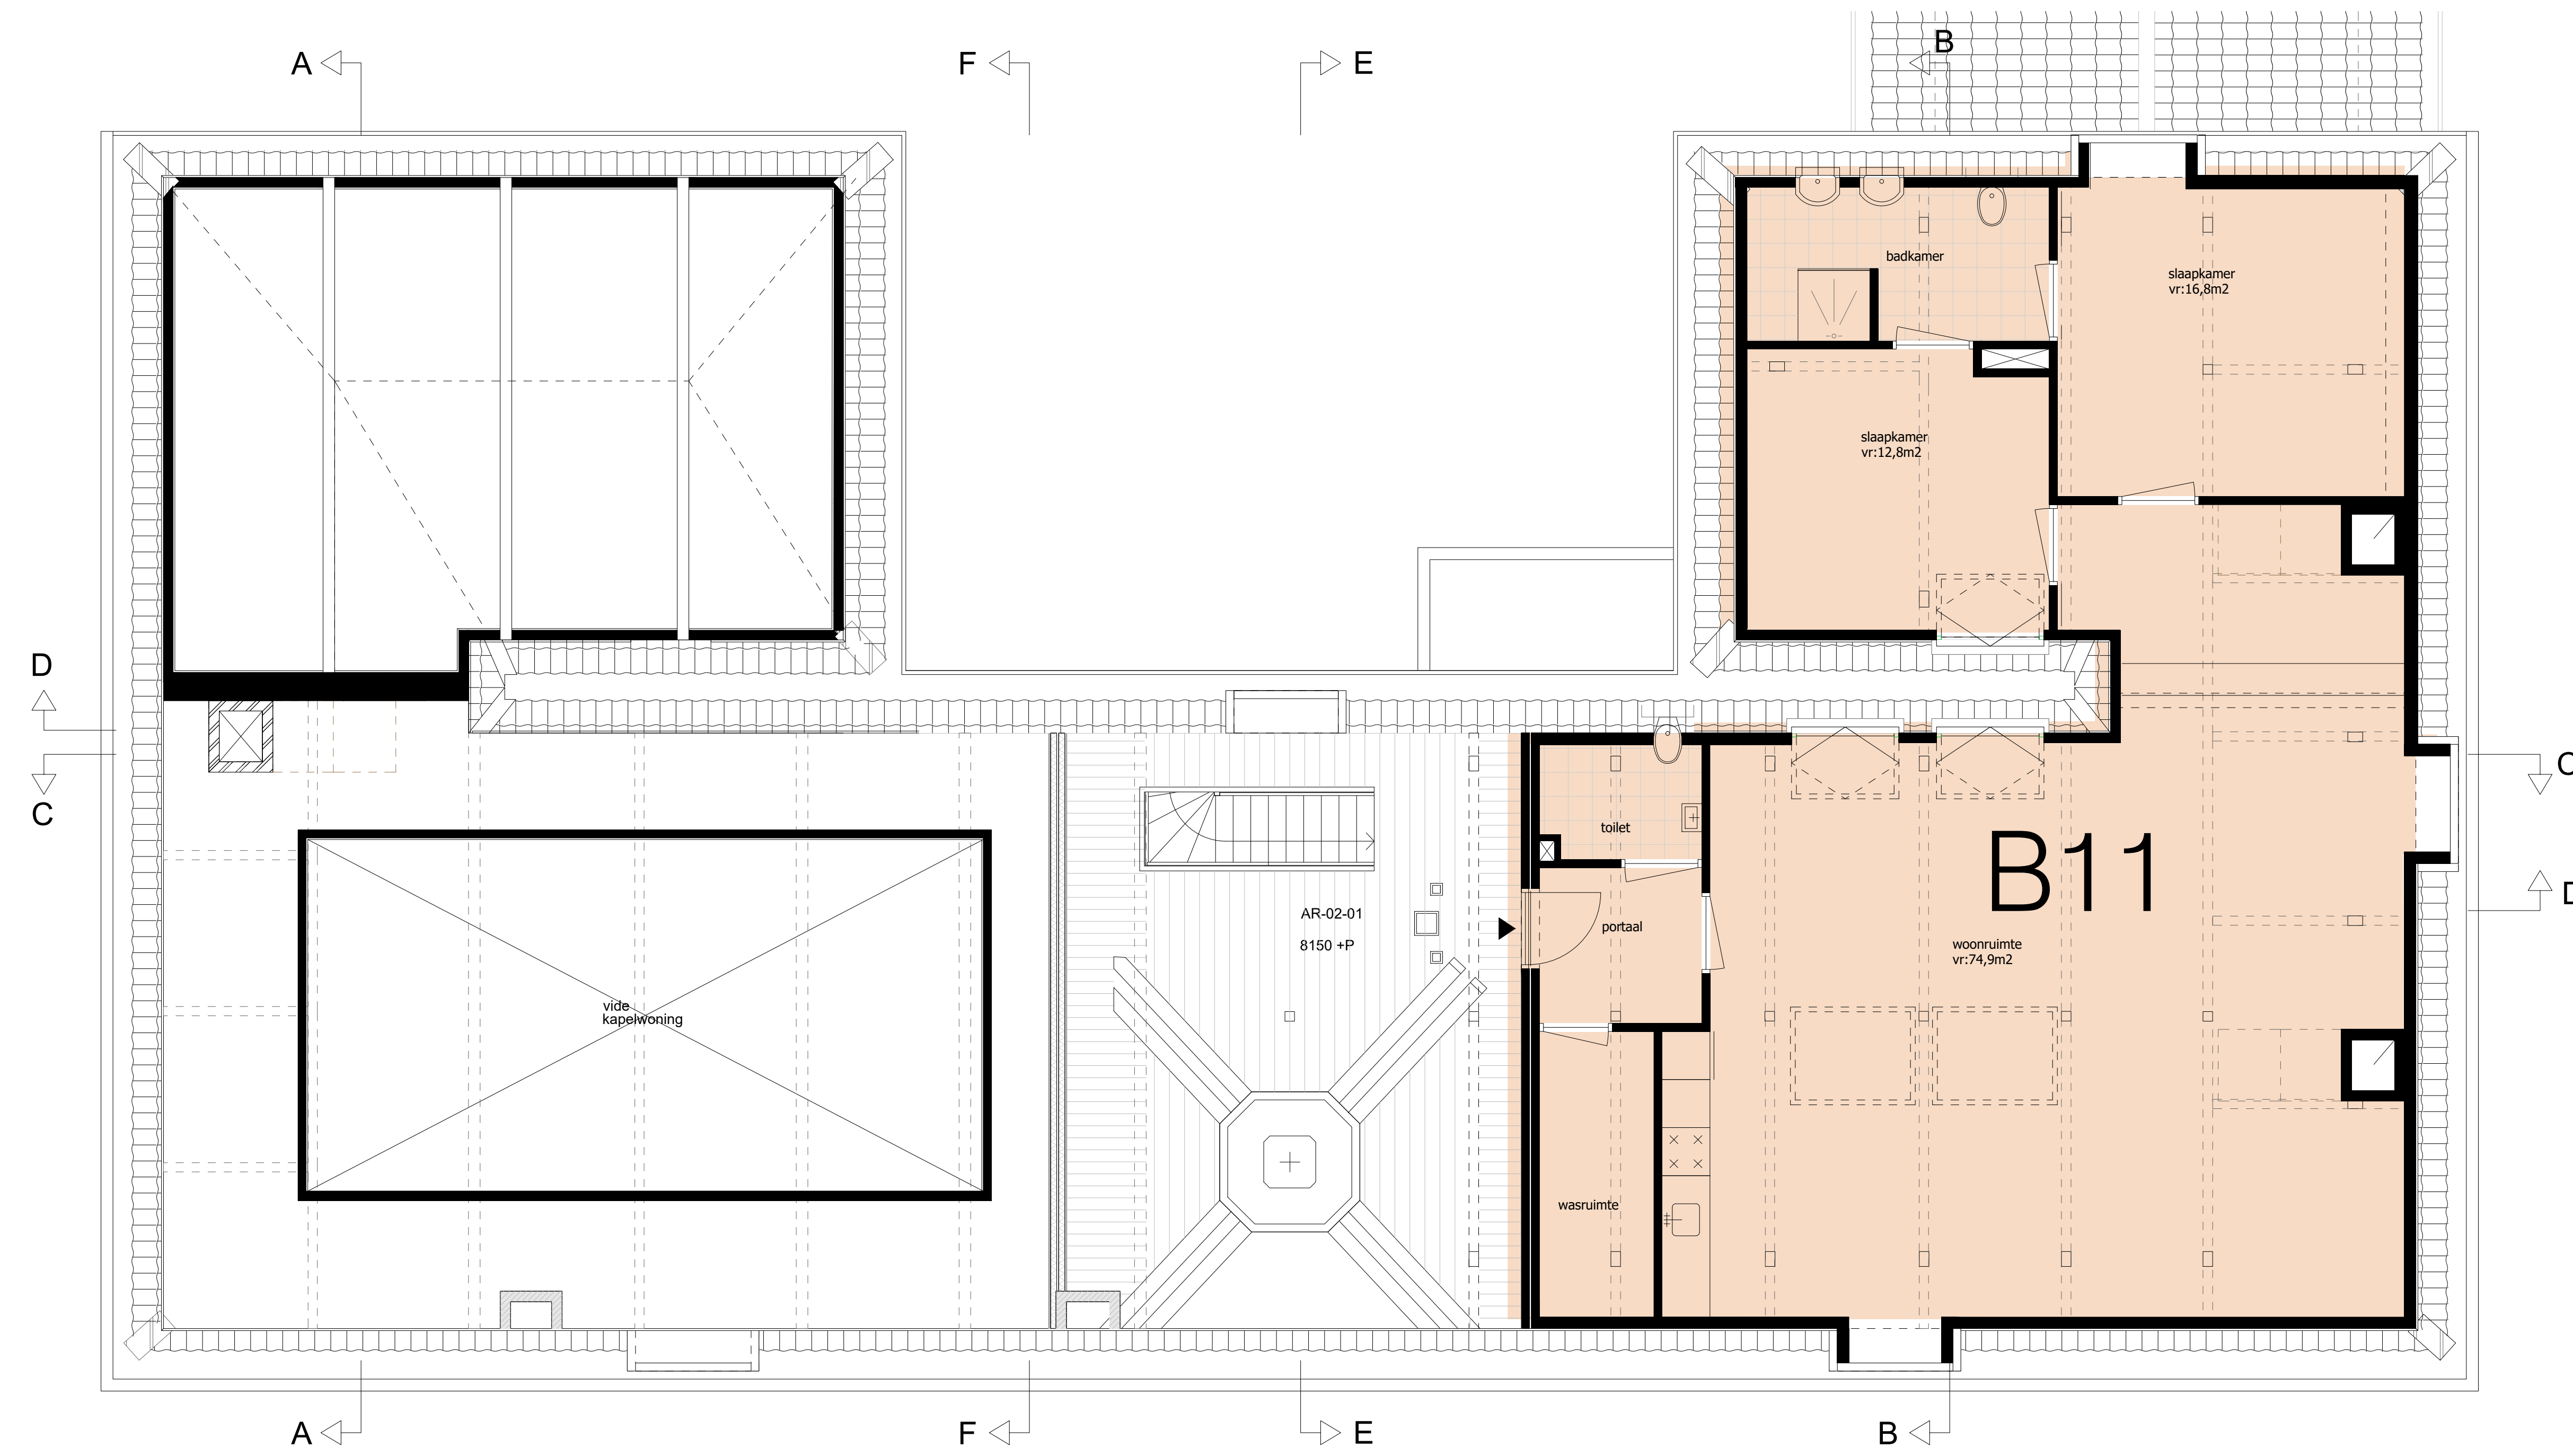 A
F
E
B
badkamer
slaapkamer
vr:16,8m2
slaapkamer
vr:12,8m2
D
C
C
toilet
B11
D
AR-02-01
8150 +P
portaal
woonruimte
vr:74,9m2
vide
kapelwoning
wasruimte
A
F
E
B